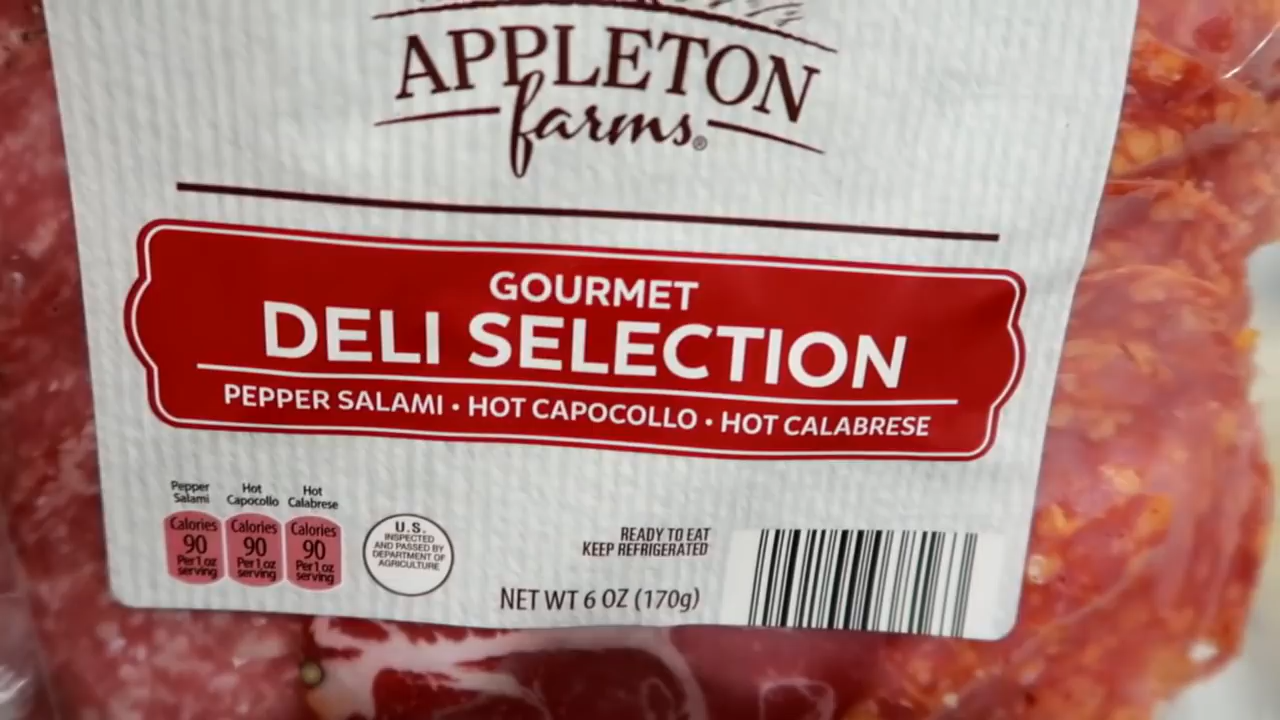 APPLETON
farms®
GOURMET
DELI SELECTION
PEPPER SALAMI • HOT CAPOCOLLO • HOT CALABRESE
Pepper Salami
Calories
90
Per 1 oz
serving
Hot Capocollo
Calories
90
Per 1 oz
serving
Hot Calabrese
Calories
90
Per 1 oz
serving
U.S.
INSPECTED
AND PASSED BY
DEPARTMENT OF
AGRICULTURE
READY TO EAT
KEEP REFRIGERATED
NET WT 6 OZ (170g)